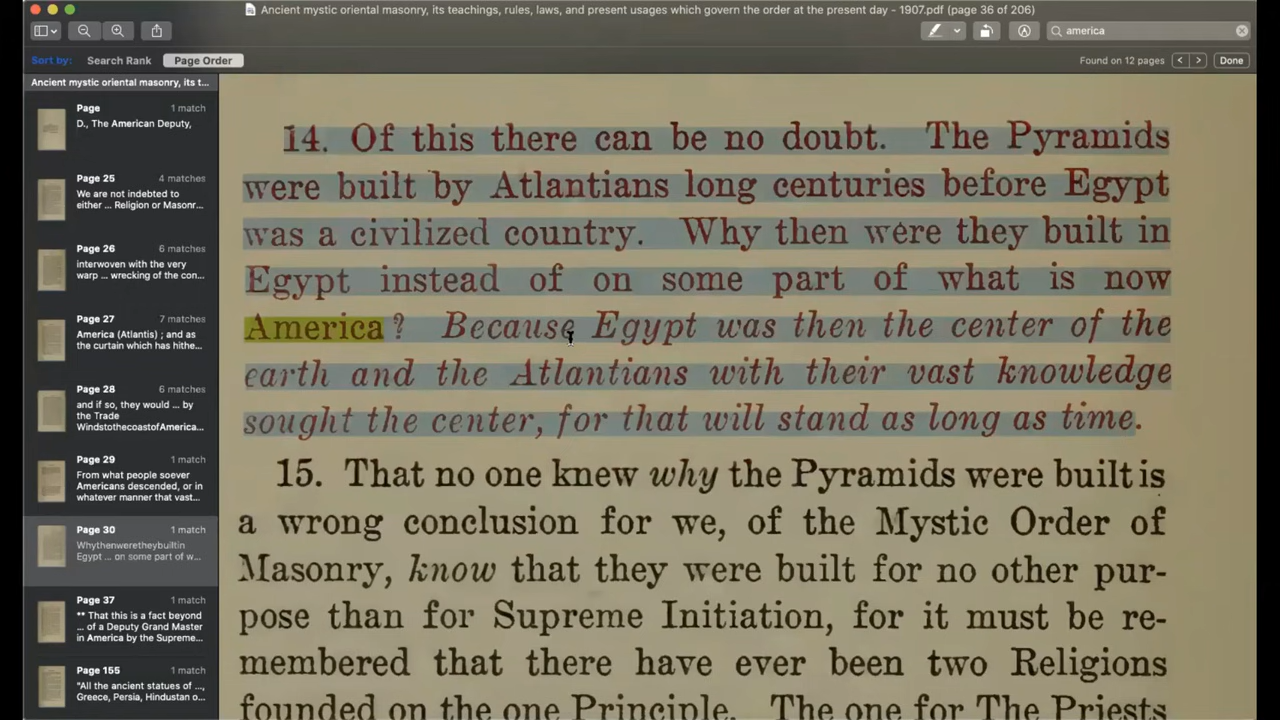 Ancient mystic oriental masonry, its teachings, rules, laws, and present usages which govern the order at the present day - 1907.pdf (page 36 of 206)
america
Sort by: Search Rank Page Order
Found on 12 pages < > Done
Ancient mystic oriental masonry, its t...
Page 1 match
D., The American Deputy,
Page 25 4 matches
We are not indebted to
either ... Religion or Masonr...
Page 26 6 matches
interwoven with the very
warp ... wrecking of the con...
Page 27 7 matches
America (Atlantis) ; and as
the curtain which has hithe...
Page 28 6 matches
and if so, they would ... by
the Trade
WindstothecoastofAmerica...
Page 29 1 match
From what people soever
Americans descended, or in
whatever manner that vast...
Page 30 1 match
Whythenweretheybuiltin
Egypt ... on some part of w...
Page 37 1 match
** That this is a fact beyond
... of a Deputy Grand Master
in America by the Supreme...
Page 155 1 match
"All the ancient statues of ...,
Greece, Persia, Hindustan o...
14. Of this there can be no doubt. The Pyramids
were built by Atlantians long centuries before Egypt
was a civilized country. Why then were they built in
Egypt instead of on some part of what is now
America? Because Egypt was then the center of the
earth and the Atlantians with their vast knowledge
sought the center, for that will stand as long as time.
15. That no one knew why the Pyramids were built is
a wrong conclusion for we, of the Mystic Order of
Masonry, know that they were built for no other pur-
pose than for Supreme Initiation, for it must be re-
membered that there have ever been two Religions
founded on the one Principle. The one for The Priests